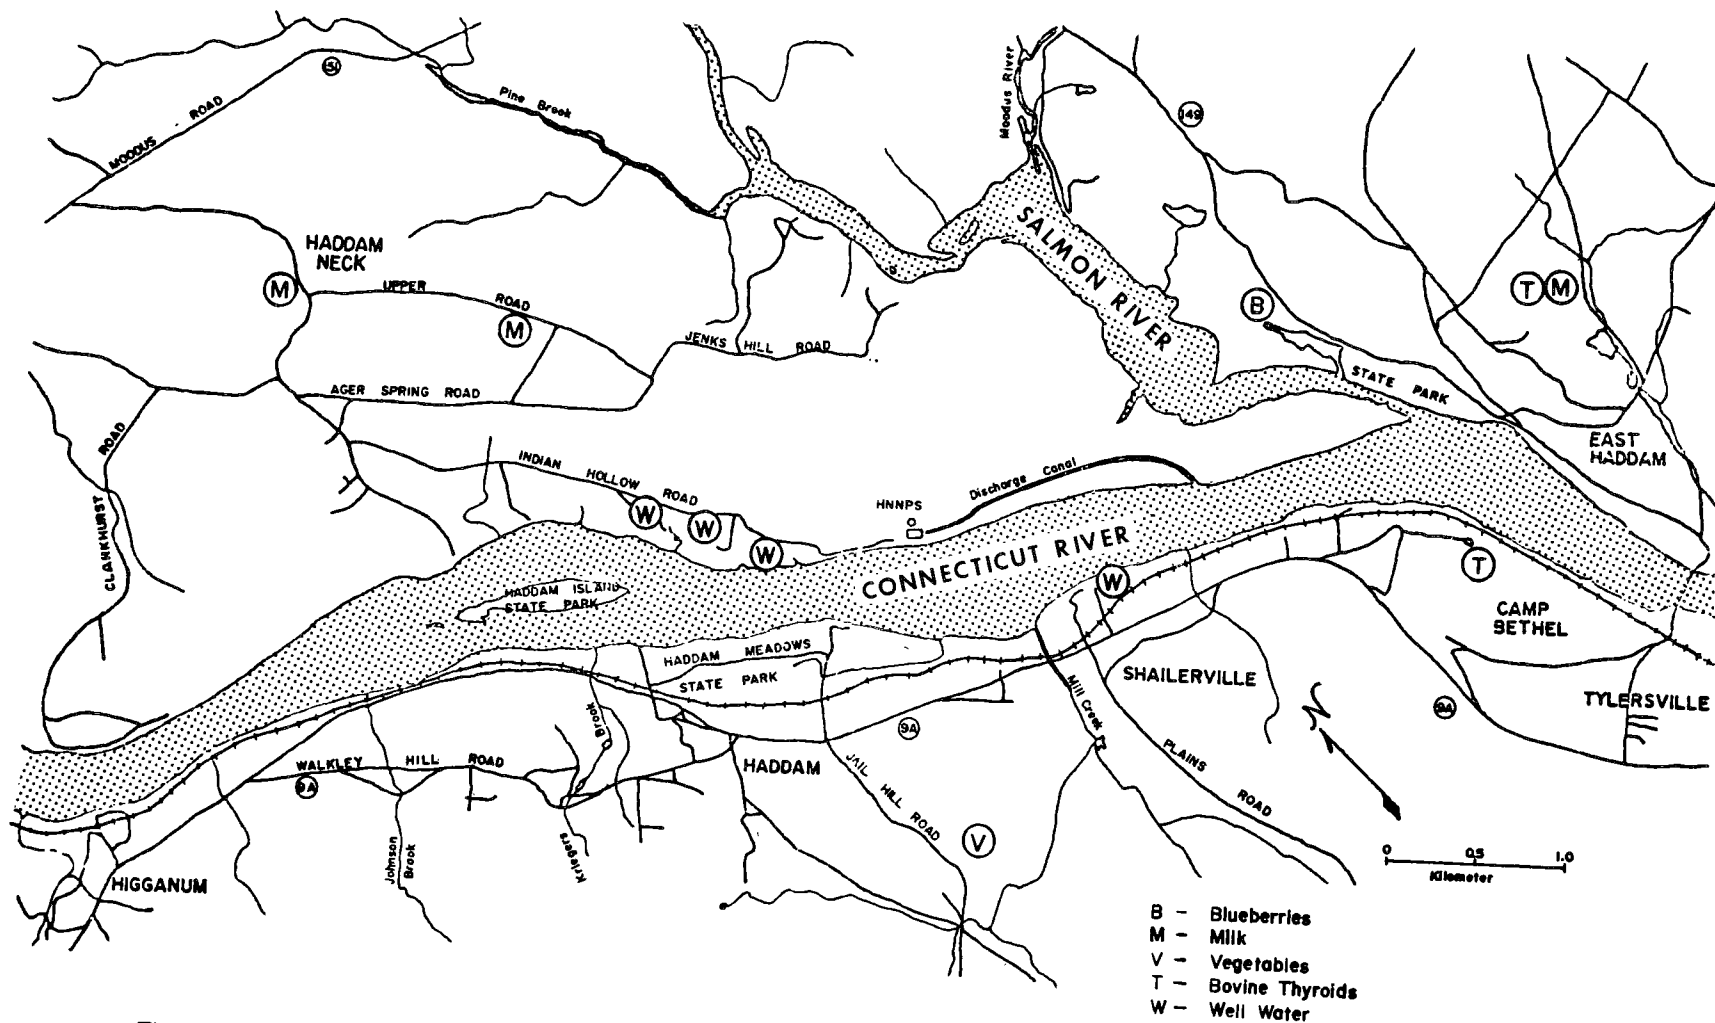 151
MOODUS ROAD
Pine Brook
Moodus River
149
HADDAM
NECK
M
UPPER ROAD
M
SALMON RIVER
B
T M
JENKS HILL ROAD
AGER SPRING ROAD
STATE PARK
EAST
HADDAM
ROAD
CLARKHURST
INDIAN HOLLOW ROAD
W
W
W
HNNPS
Discharge Canal
CONNECTICUT RIVER
W
T
HADDAM ISLAND
STATE PARK
CAMP
BETHEL
HADDAM MEADOWS
STATE PARK
SHAILERVILLE
TYLERSVILLE
9A
9A
Mill Creek
N
Brook
WALKLEY HILL ROAD
9A
HADDAM
JAIL HILL ROAD
PLAINS ROAD
V
Johnson
Brook
Kriegers
HIGGANUM
0 0.5 1.0
Kilometer
B - Blueberries
M - Milk
V - Vegetables
T - Bovine Thyroids
W - Well Water